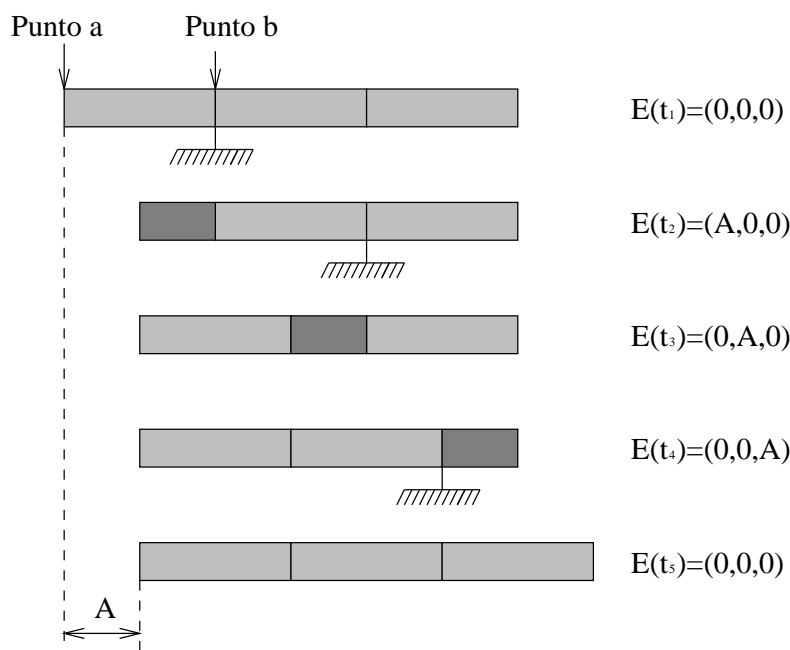 Punto a
Punto b
E(t₁)=(0,0,0)
E(t₂)=(A,0,0)
E(t₃)=(0,A,0)
E(t₄)=(0,0,A)
E(t₅)=(0,0,0)
A